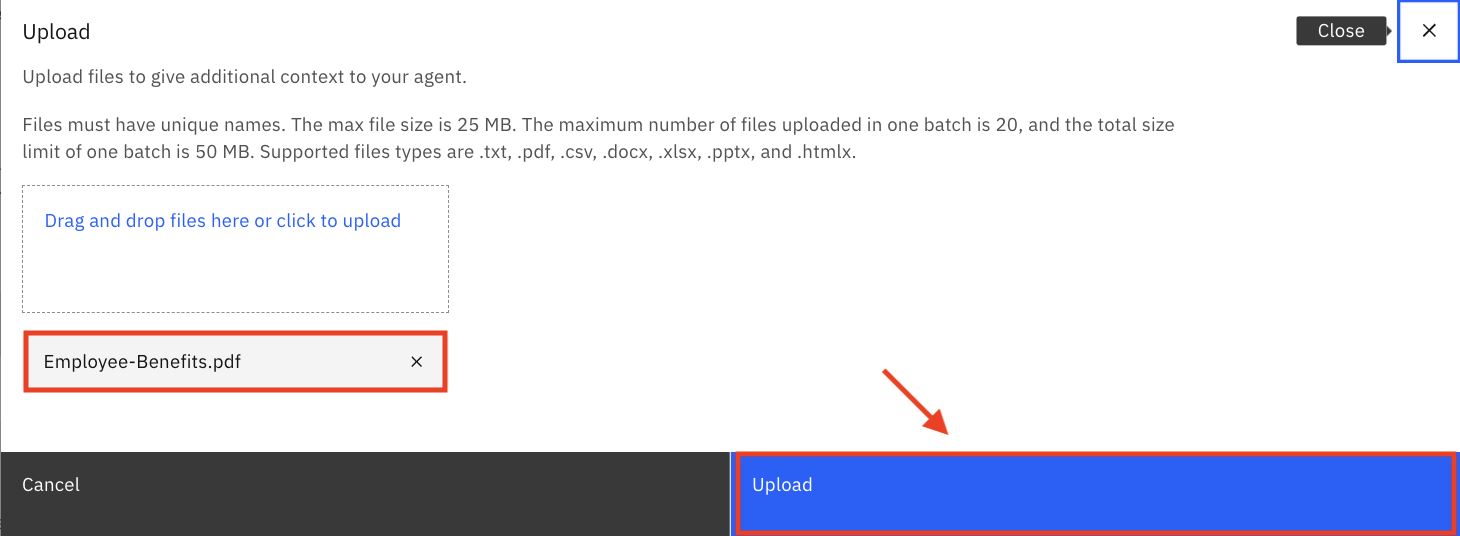 Upload
Close
Upload files to give additional context to your agent.
Files must have unique names. The max file size is 25 MB. The maximum number of files uploaded in one batch is 20, and the total size
limit of one batch is 50 MB. Supported files types are .txt, .pdf, .csv, .docx, .xlsx, .pptx, and .htmlx.
Drag and drop files here or click to upload
Employee-Benefits.pdf
Cancel
Upload